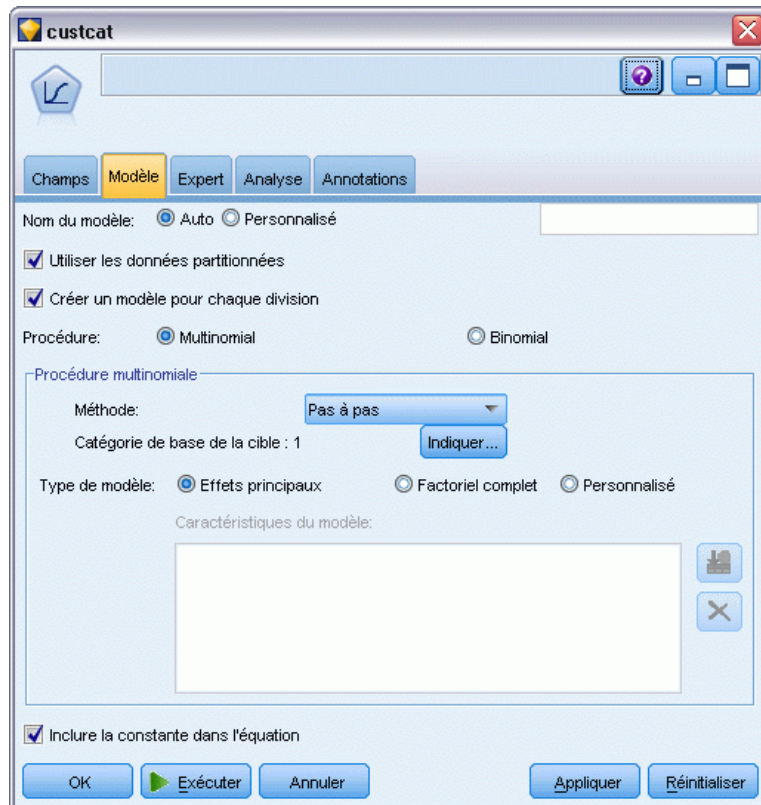 custcat
Champs Modèle Expert Analyse Annotations
Nom du modèle: Auto Personnalisé
Utiliser les données partitionnées
Créer un modèle pour chaque division
Procédure: Multinomial Binomial
Procédure multinomiale
Méthode: Pas à pas
Catégorie de base de la cible : 1 Indiquer...
Type de modèle: Effets principaux Factoriel complet Personnalisé
Caractéristiques du modèle:
Inclure la constante dans l'équation
OK Exécuter Annuler Appliquer Réinitialiser